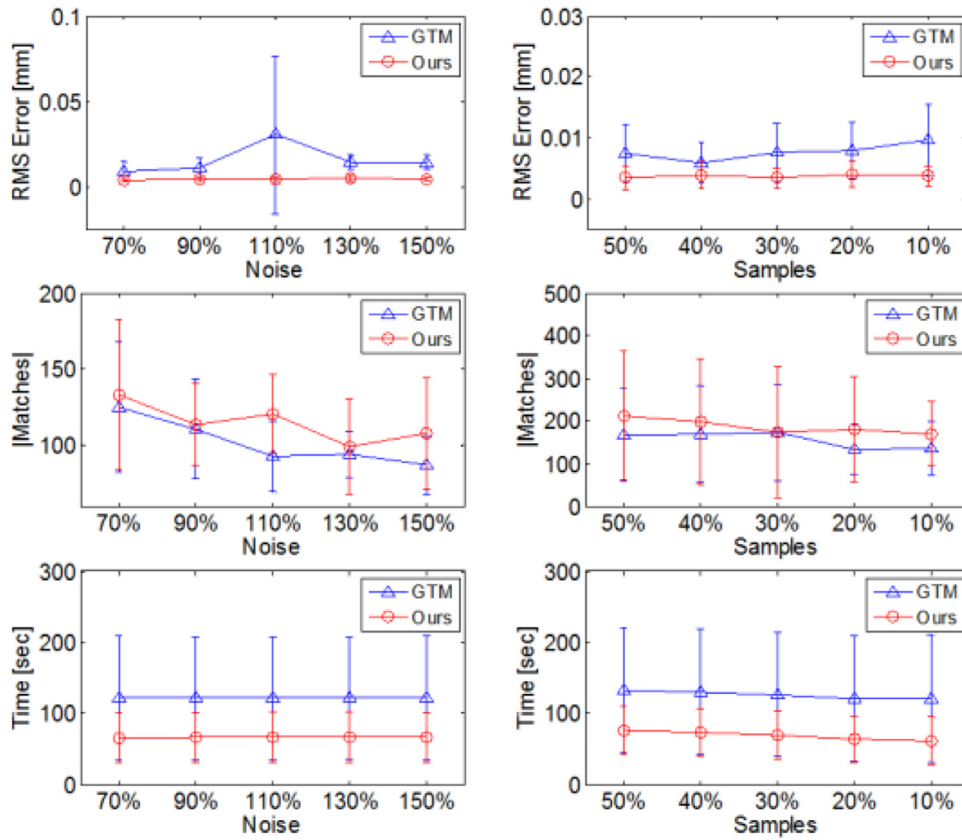 0.1
0.05
0
RMS Error [mm]
GTM
Ours
70% 90% 110% 130% 150%
Noise
0.03
0.02
0.01
0
RMS Error [mm]
GTM
Ours
50% 40% 30% 20% 10%
Samples
200
150
100
|Matches|
GTM
Ours
70% 90% 110% 130% 150%
Noise
500
400
300
200
100
0
|Matches|
GTM
Ours
50% 40% 30% 20% 10%
Samples
300
200
100
0
Time [sec]
GTM
Ours
70% 90% 110% 130% 150%
Noise
300
200
100
0
Time [sec]
GTM
Ours
50% 40% 30% 20% 10%
Samples